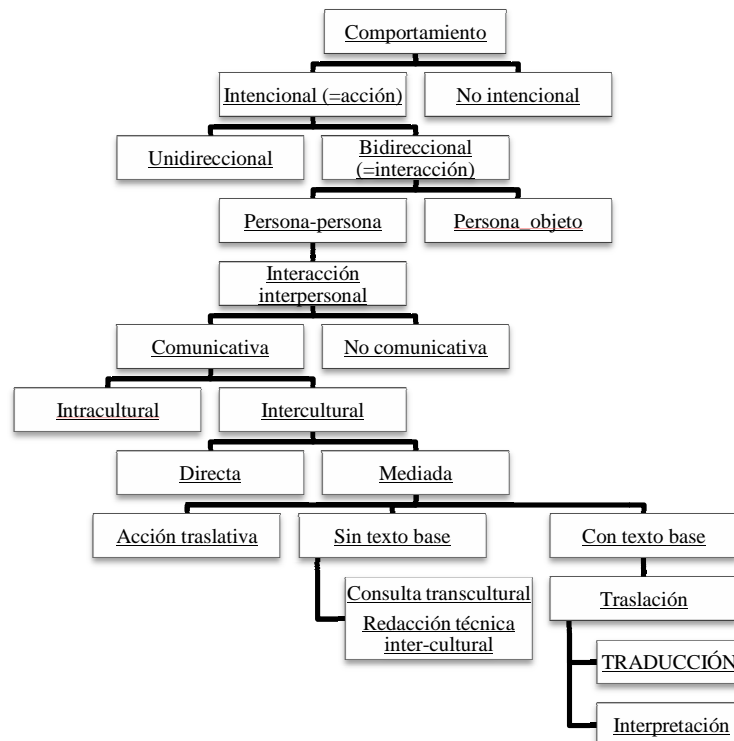 Comportamiento
Intencional (=acción)
No intencional
Unidireccional
Bidireccional
(=interacción)
Persona-persona
Persona_objeto
Interacción
interpersonal
Comunicativa
No comunicativa
Intracultural
Intercultural
Directa
Mediada
Acción traslativa
Sin texto base
Con texto base
Consulta transcultural
Redacción técnica
inter-cultural
Traslación
TRADUCCIÓN
Interpretación